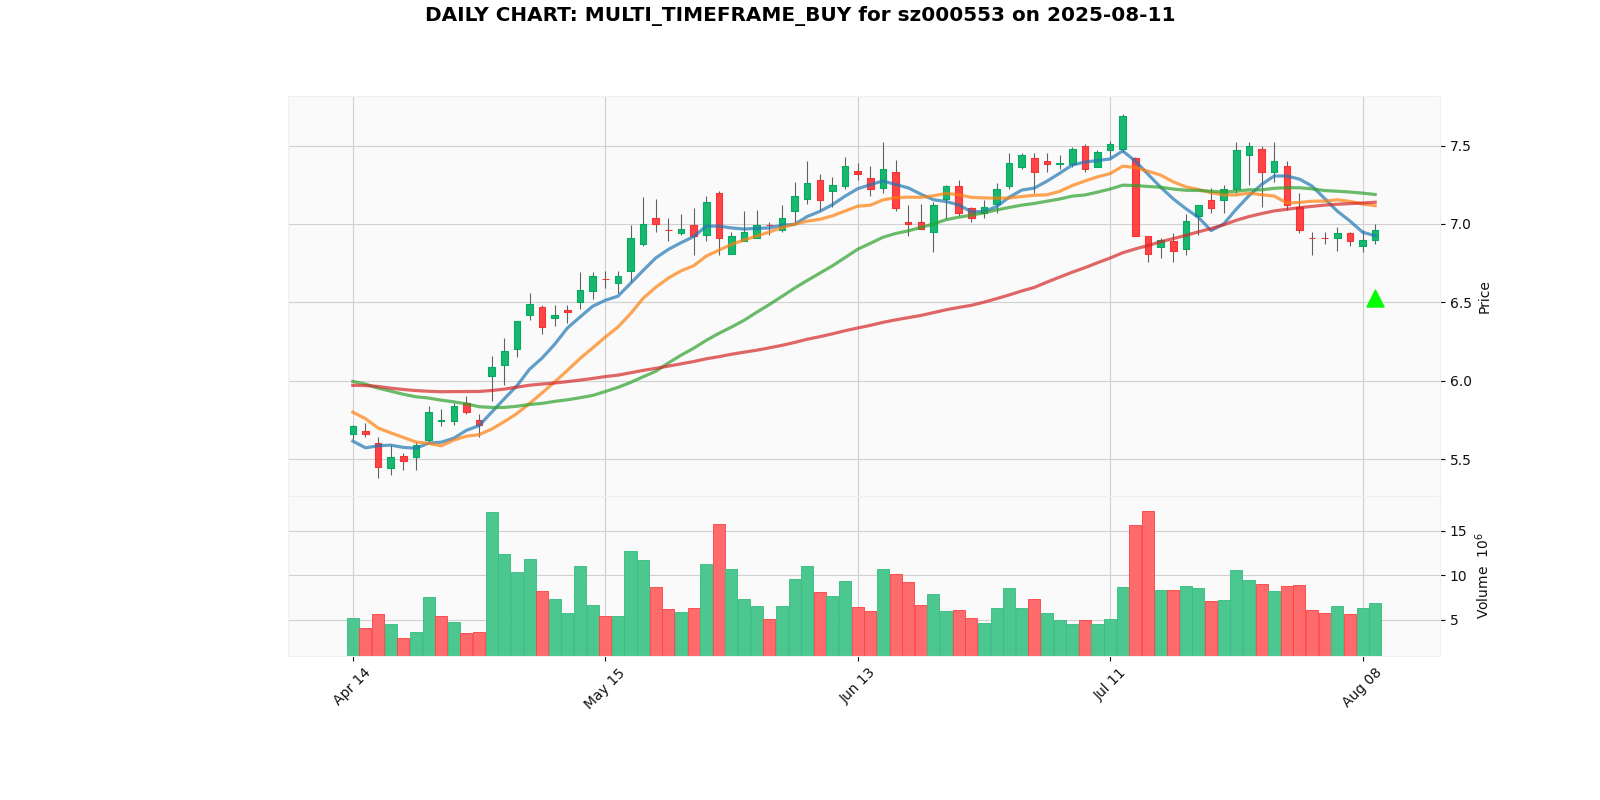 DAILY CHART: MULTI_TIMEFRAME_BUY for sz000553 on 2025-08-11
7.5
7.0
6.5
6.0
5.5
Price
15
10
5
Volume 10^6
Apr 14
May 15
Jun 13
Jul 11
Aug 08